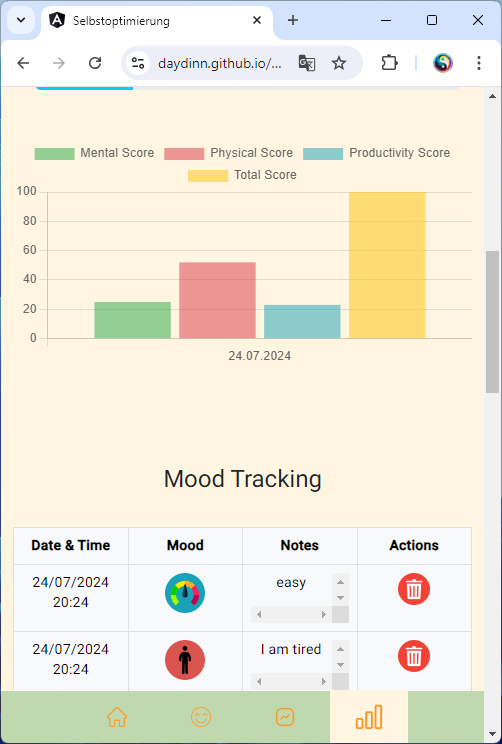 Selbstoptimierung
daydinn.github.io/...
Mental Score Physical Score Productivity Score
Total Score
100
80
60
40
20
0
24.07.2024
Mood Tracking
Date & Time Mood Notes Actions
24/07/2024 easy
20:24
24/07/2024 I am tired
20:24